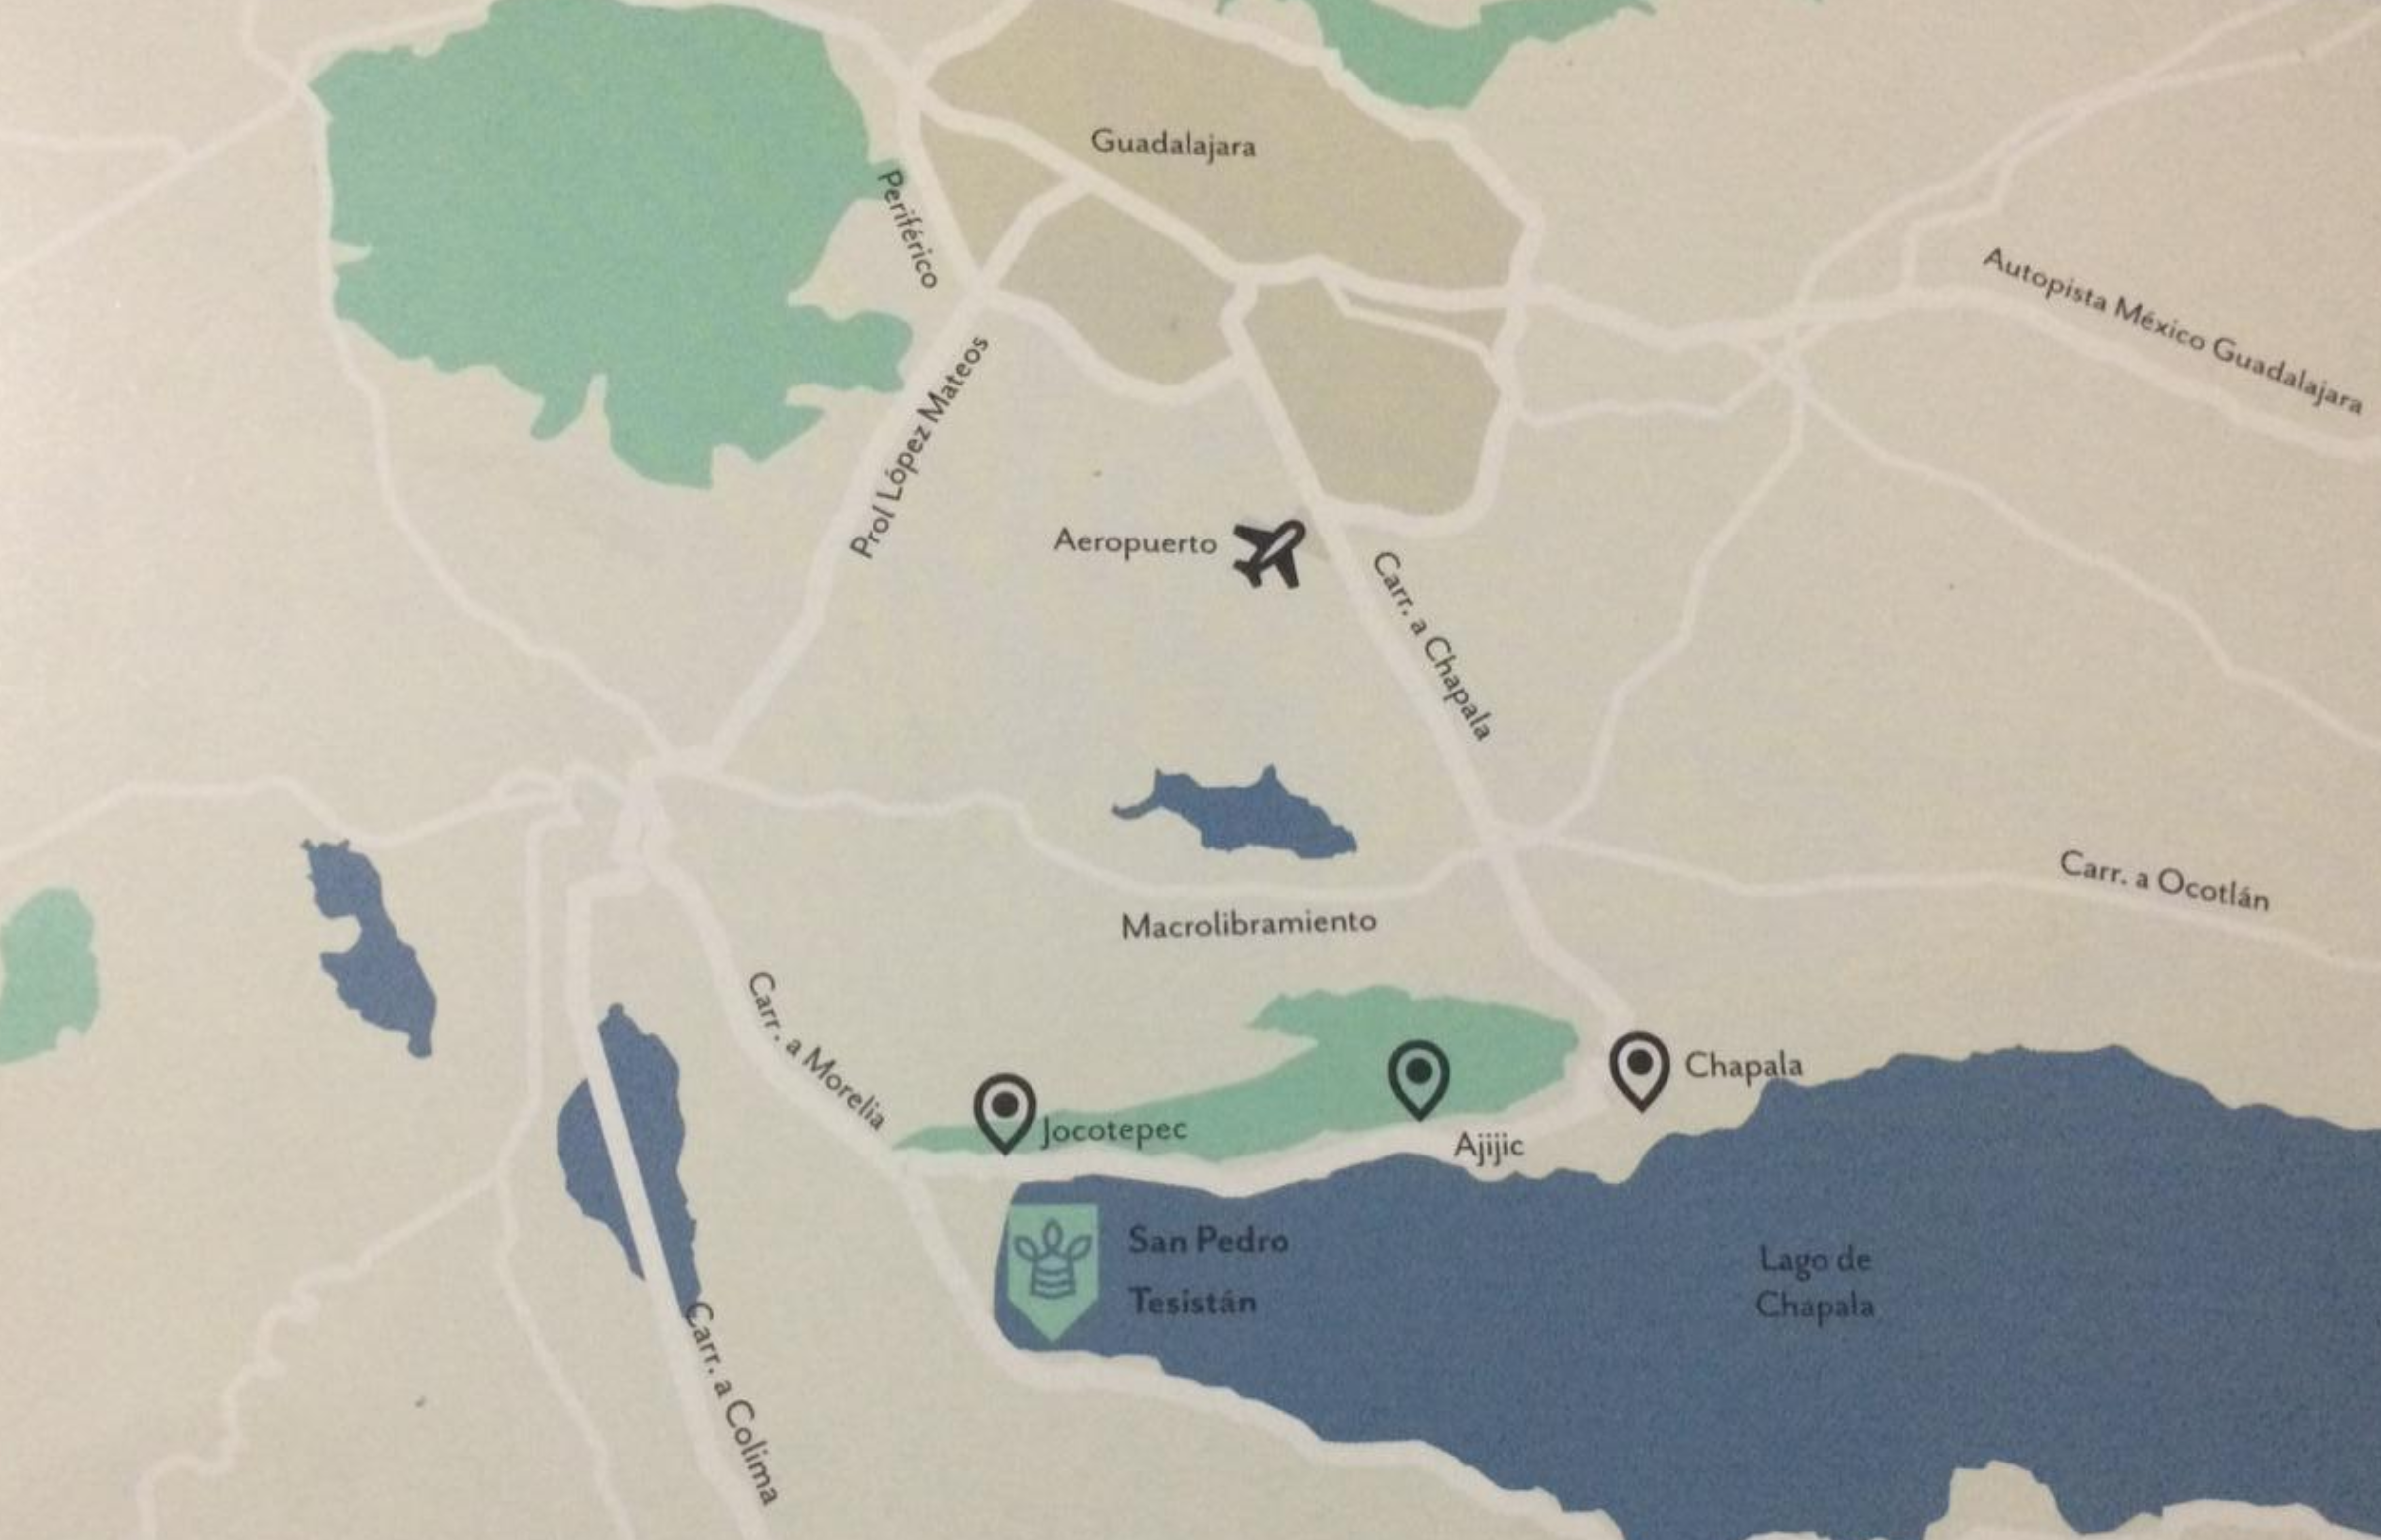 Guadalajara
Periférico
Autopista México Guadalajara
Prol López Mateos
Aeropuerto
Carr. a Chapala
Carr. a Ocotlán
Macrolibramiento
Carr. a Morelia
Chapala
Jocotepec
Ajijic
San Pedro
Tesistán
Lago de
Chapala
Carr. a Colima